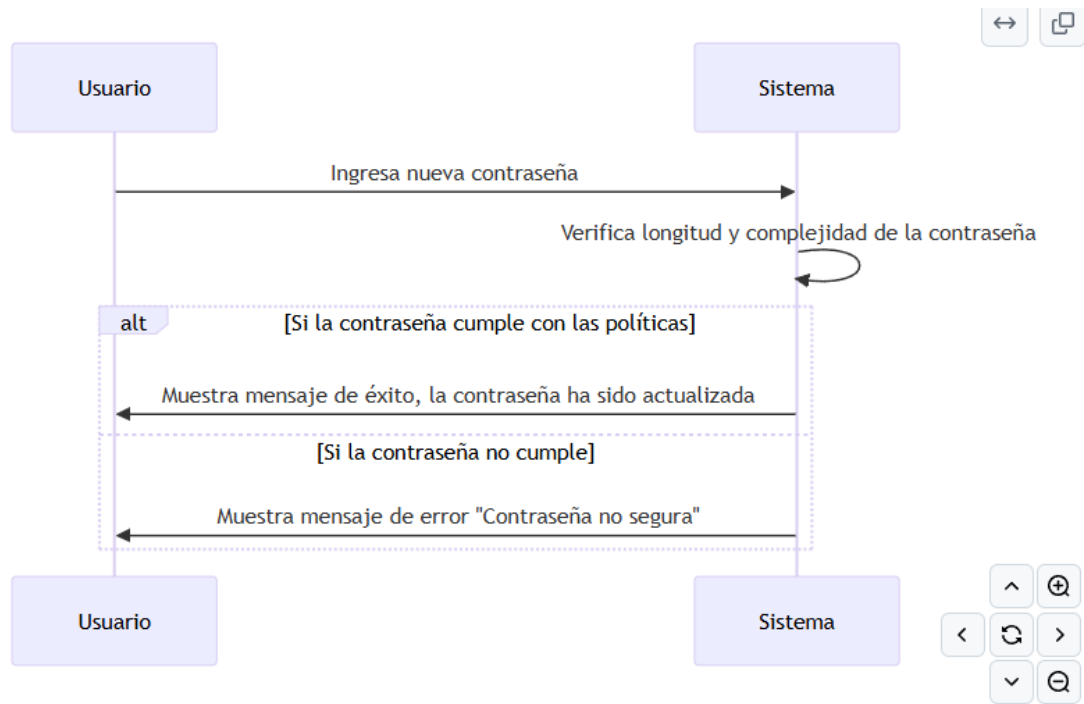 Usuario
Sistema
Ingresa nueva contraseña
Verifica longitud y complejidad de la contraseña
alt
[Si la contraseña cumple con las políticas]
Muestra mensaje de éxito, la contraseña ha sido actualizada
[Si la contraseña no cumple]
Muestra mensaje de error "Contraseña no segura"
Usuario
Sistema